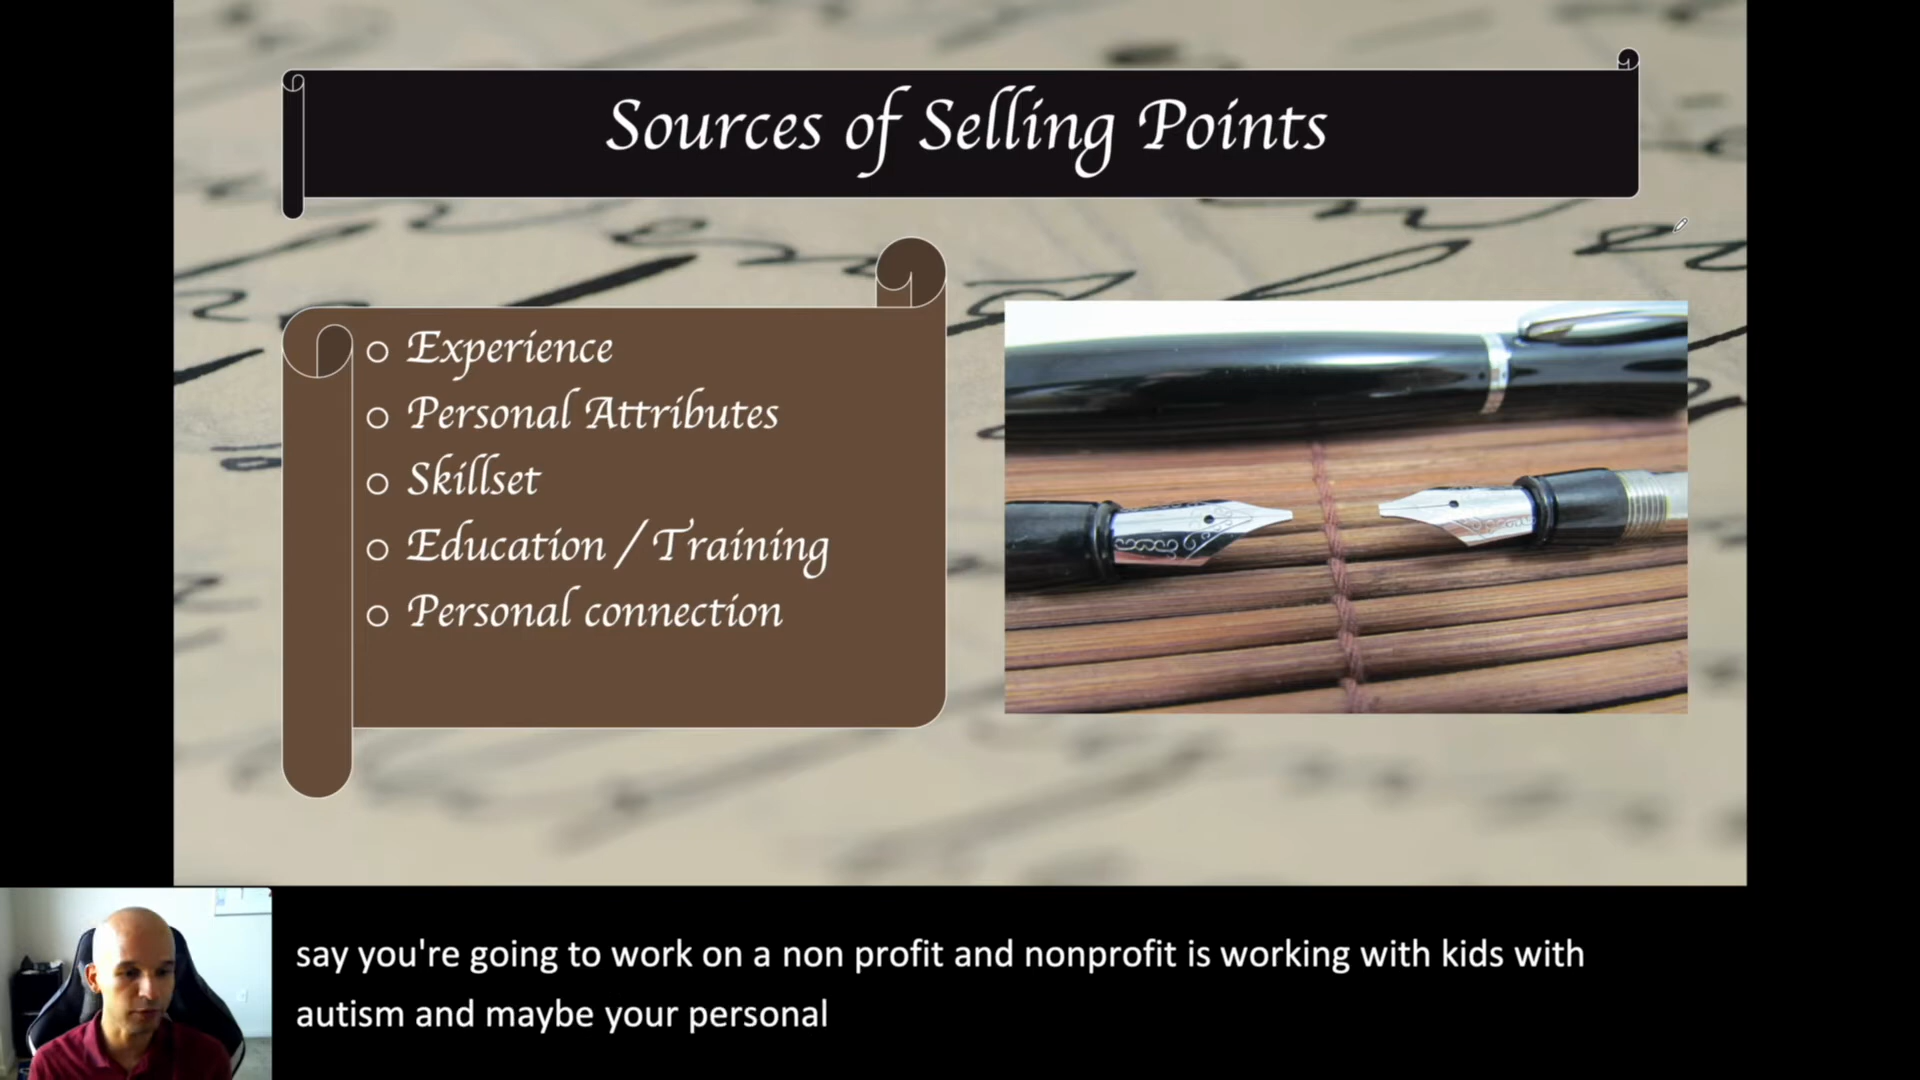 Sources of Selling Points
Experience
Personal Attributes
Skillset
Education / Training
Personal connection
say you're going to work on a non profit and nonprofit is working with kids with
autism and maybe your personal